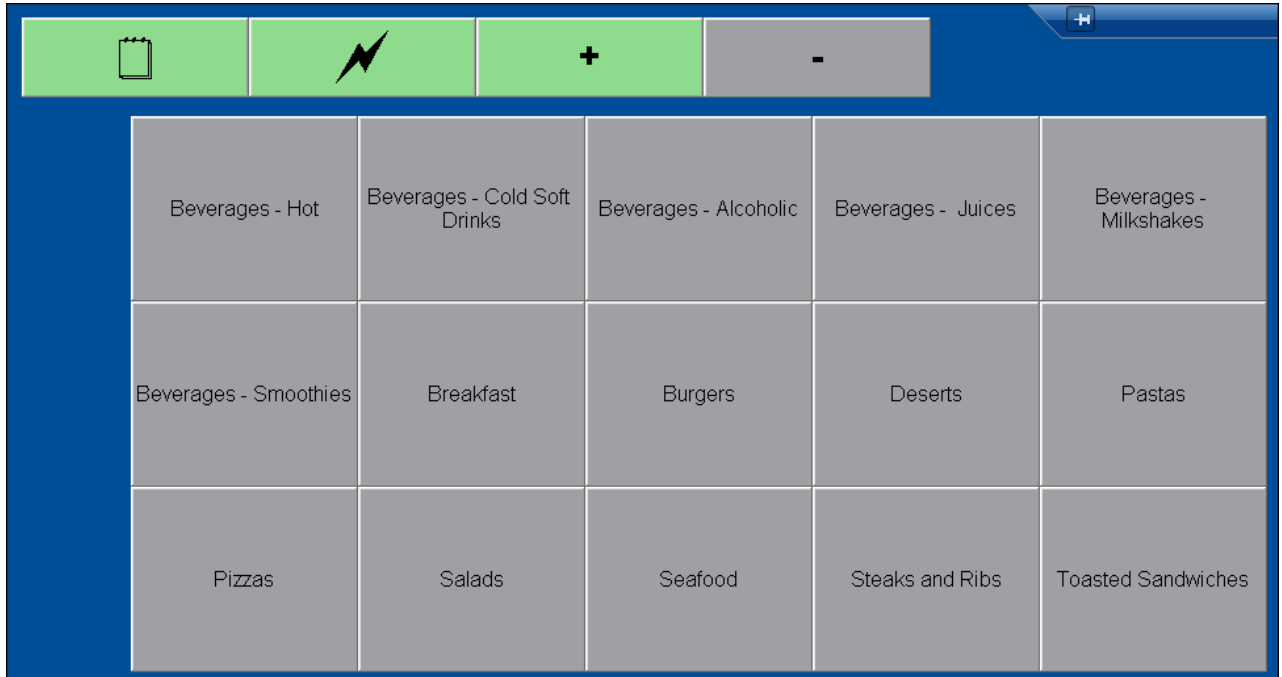 +
-
Beverages - Hot
Beverages - Cold Soft
Drinks
Beverages - Alcoholic
Beverages -  Juices
Beverages -
Milkshakes
Beverages - Smoothies
Breakfast
Burgers
Deserts
Pastas
Pizzas
Salads
Seafood
Steaks and Ribs
Toasted Sandwiches